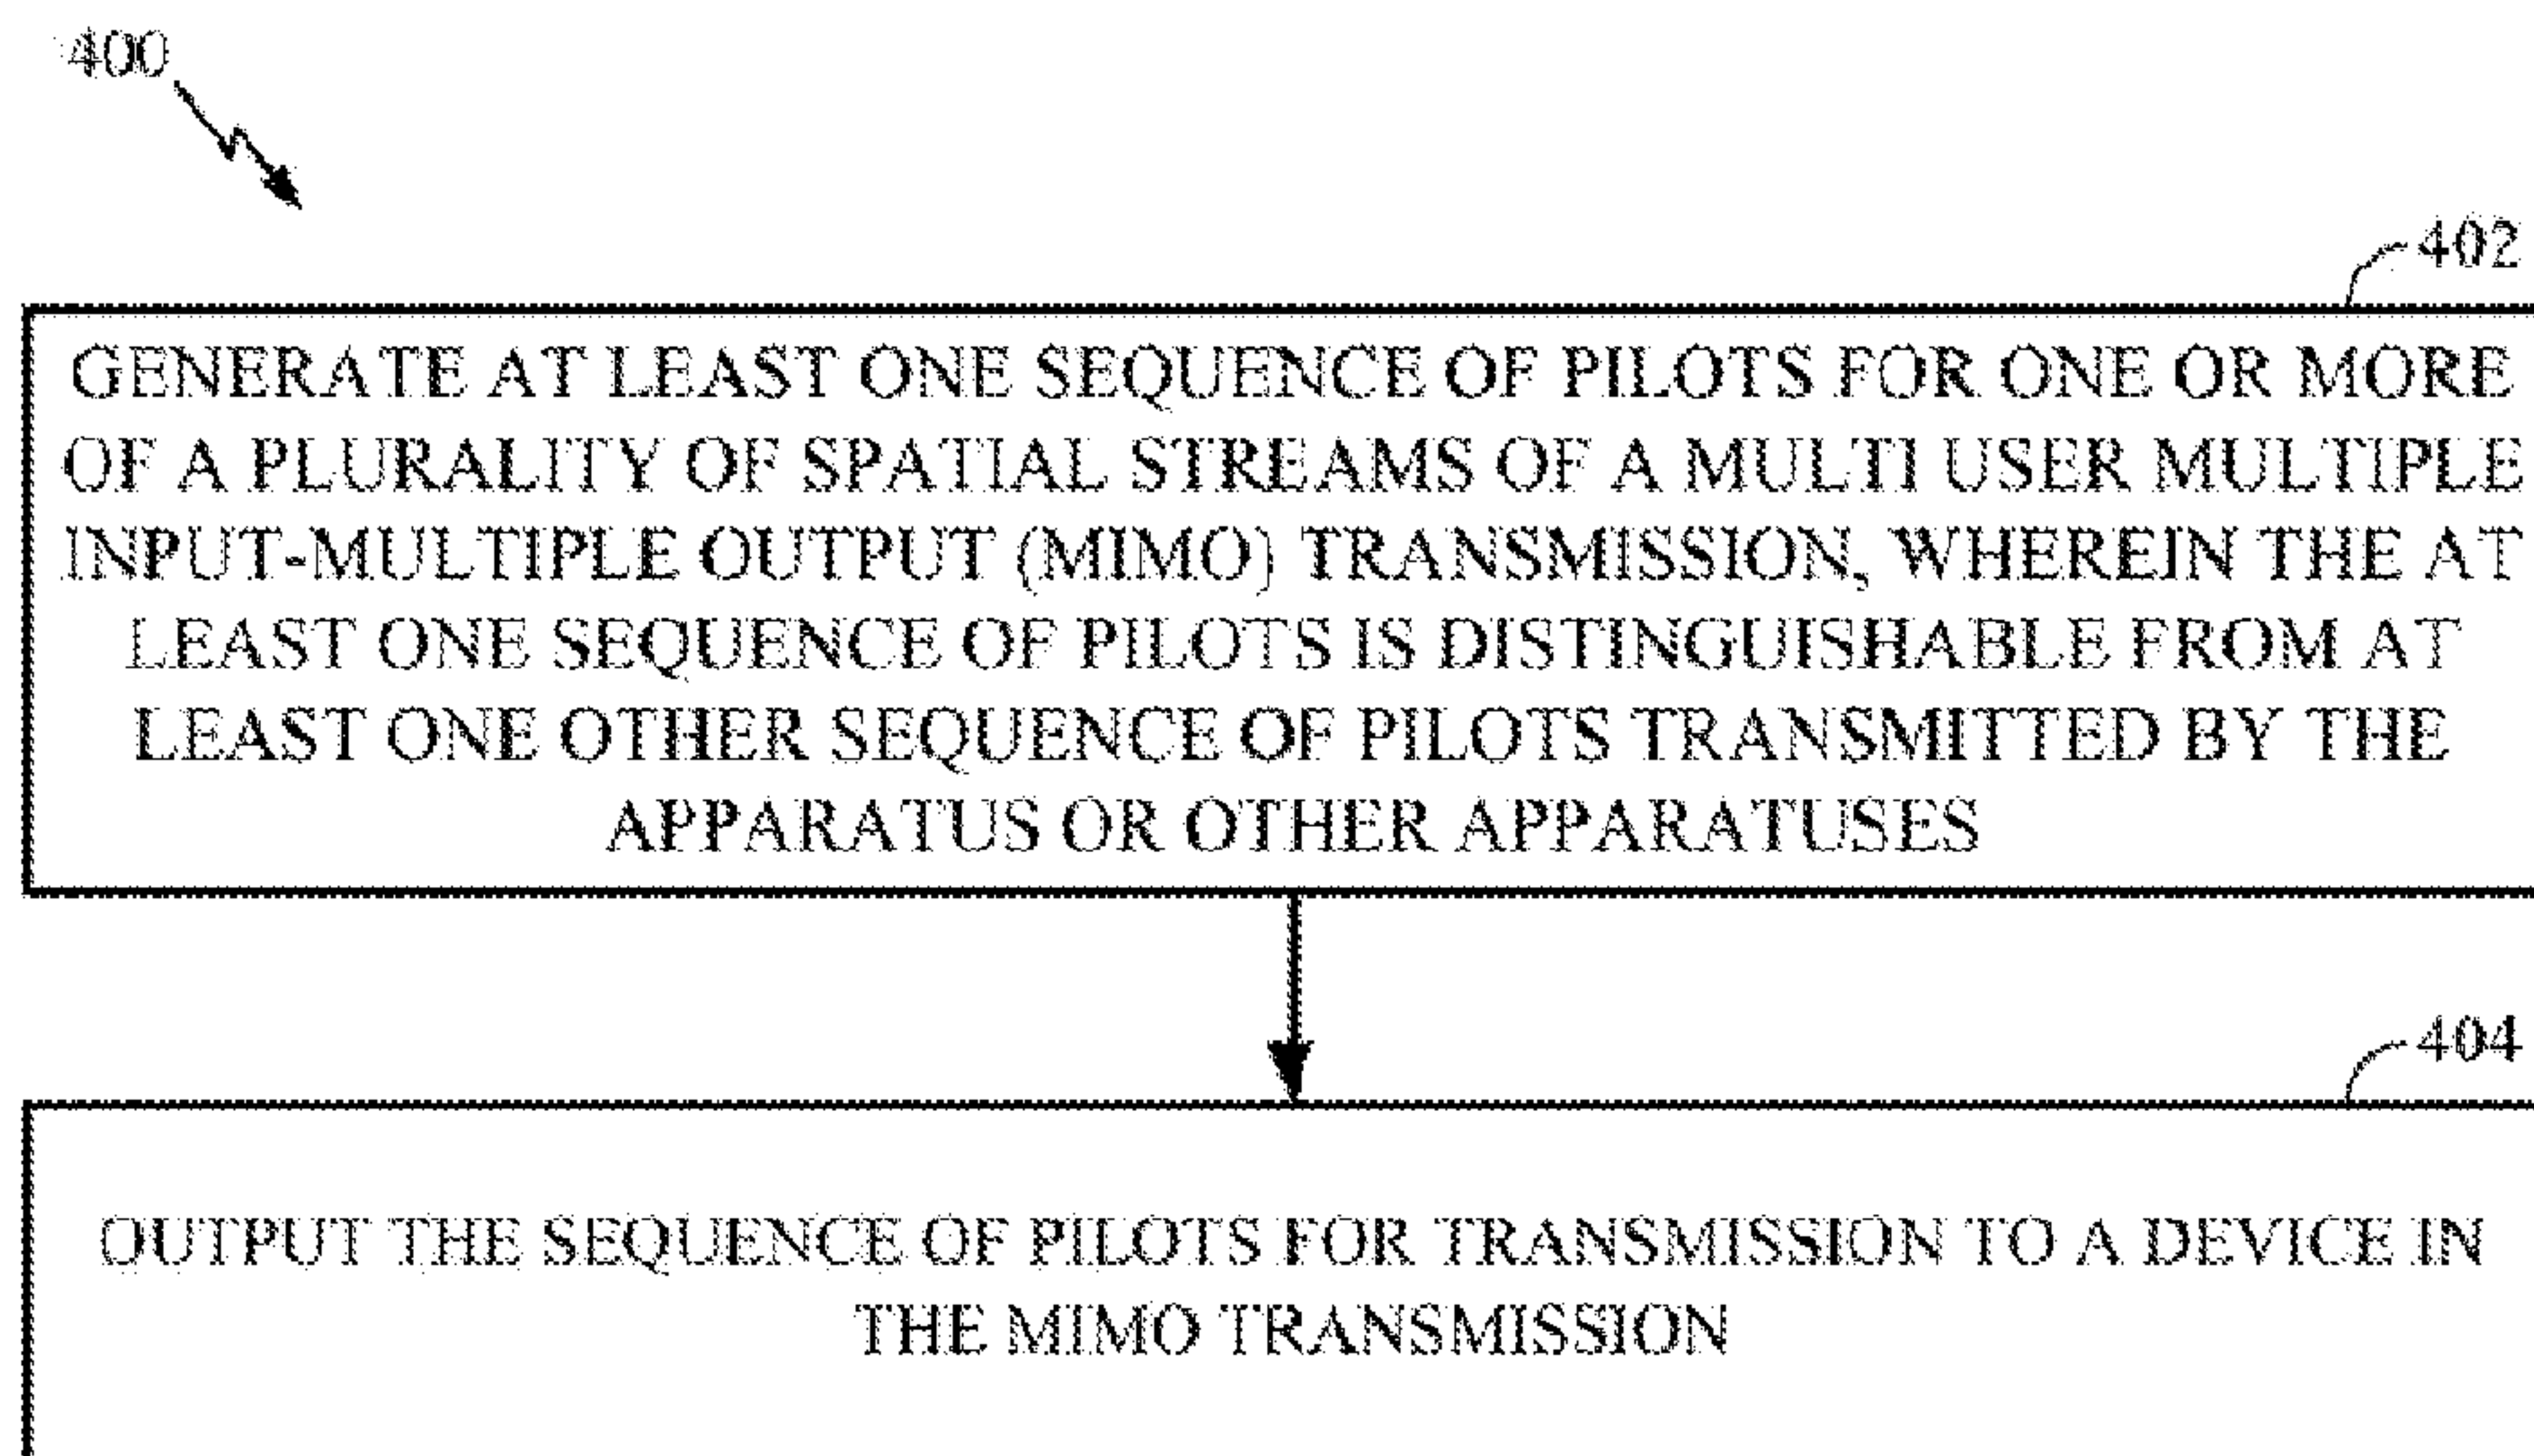 400
402
GENERATE AT LEAST ONE SEQUENCE OF PILOTS FOR ONE OR MORE
OF A PLURALITY OF SPATIAL STREAMS OF A MULTI USER MULTIPLE
INPUT-MULTIPLE OUTPUT (MIMO) TRANSMISSION, WHEREIN THE AT
LEAST ONE SEQUENCE OF PILOTS IS DISTINGUISHABLE FROM AT
LEAST ONE OTHER SEQUENCE OF PILOTS TRANSMITTED BY THE
APPARATUS OR OTHER APPARATUSES
404
OUTPUT THE SEQUENCE OF PILOTS FOR TRANSMISSION TO A DEVICE IN
THE MIMO TRANSMISSION